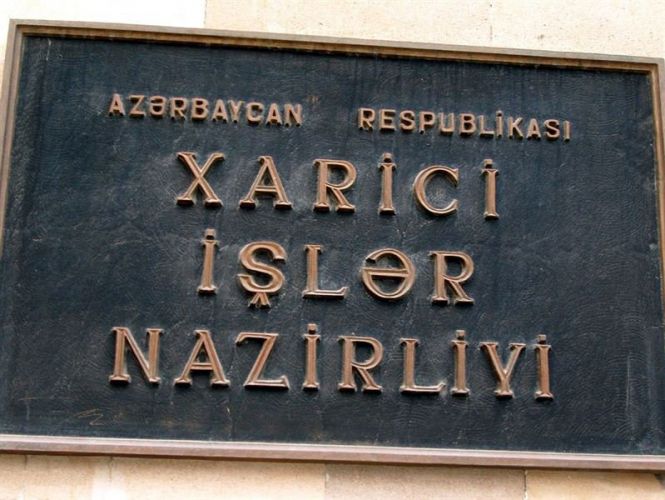 AZƏRBAYCAN RESPUBLİKASI
XARİCİ
İŞLƏR
NAZİRLİYİ